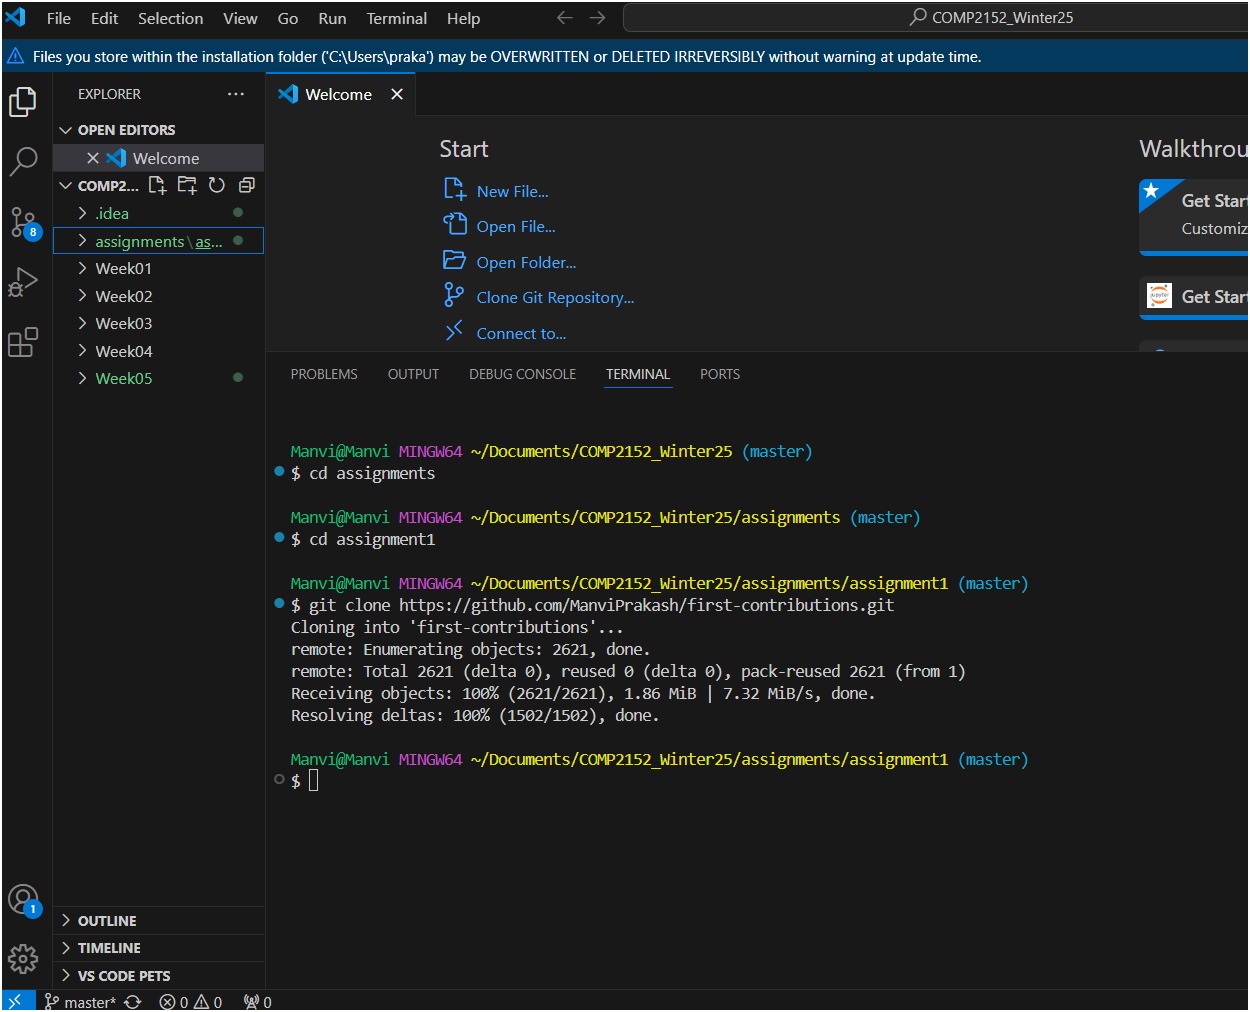 File Edit Selection View Go Run Terminal Help COMP2152_Winter25
Files you store within the installation folder ('C:\Users\praka') may be OVERWRITTEN or DELETED IRREVERSIBLY without warning at update time.
EXPLORER
OPEN EDITORS
Welcome
COMP2...
.idea
assignments\as...
Week01
Week02
Week03
Week04
Week05
8
Welcome
Start
New File...
Open File...
Open Folder...
Clone Git Repository...
Connect to...
Walkthrou
Get Start
Customiz
jupyter
Get Start
PROBLEMS OUTPUT DEBUG CONSOLE TERMINAL PORTS
Manvi@Manvi MINGW64 ~/Documents/COMP2152_Winter25 (master)
$ cd assignments
Manvi@Manvi MINGW64 ~/Documents/COMP2152_Winter25/assignments (master)
$ cd assignment1
Manvi@Manvi MINGW64 ~/Documents/COMP2152_Winter25/assignments/assignment1 (master)
$ git clone https://github.com/ManviPrakash/first-contributions.git
Cloning into 'first-contributions'...
remote: Enumerating objects: 2621, done.
remote: Total 2621 (delta 0), reused 0 (delta 0), pack-reused 2621 (from 1)
Receiving objects: 100% (2621/2621), 1.86 MiB | 7.32 MiB/s, done.
Resolving deltas: 100% (1502/1502), done.
Manvi@Manvi MINGW64 ~/Documents/COMP2152_Winter25/assignments/assignment1 (master)
$
1
OUTLINE
TIMELINE
VS CODE PETS
master* 0 0 0